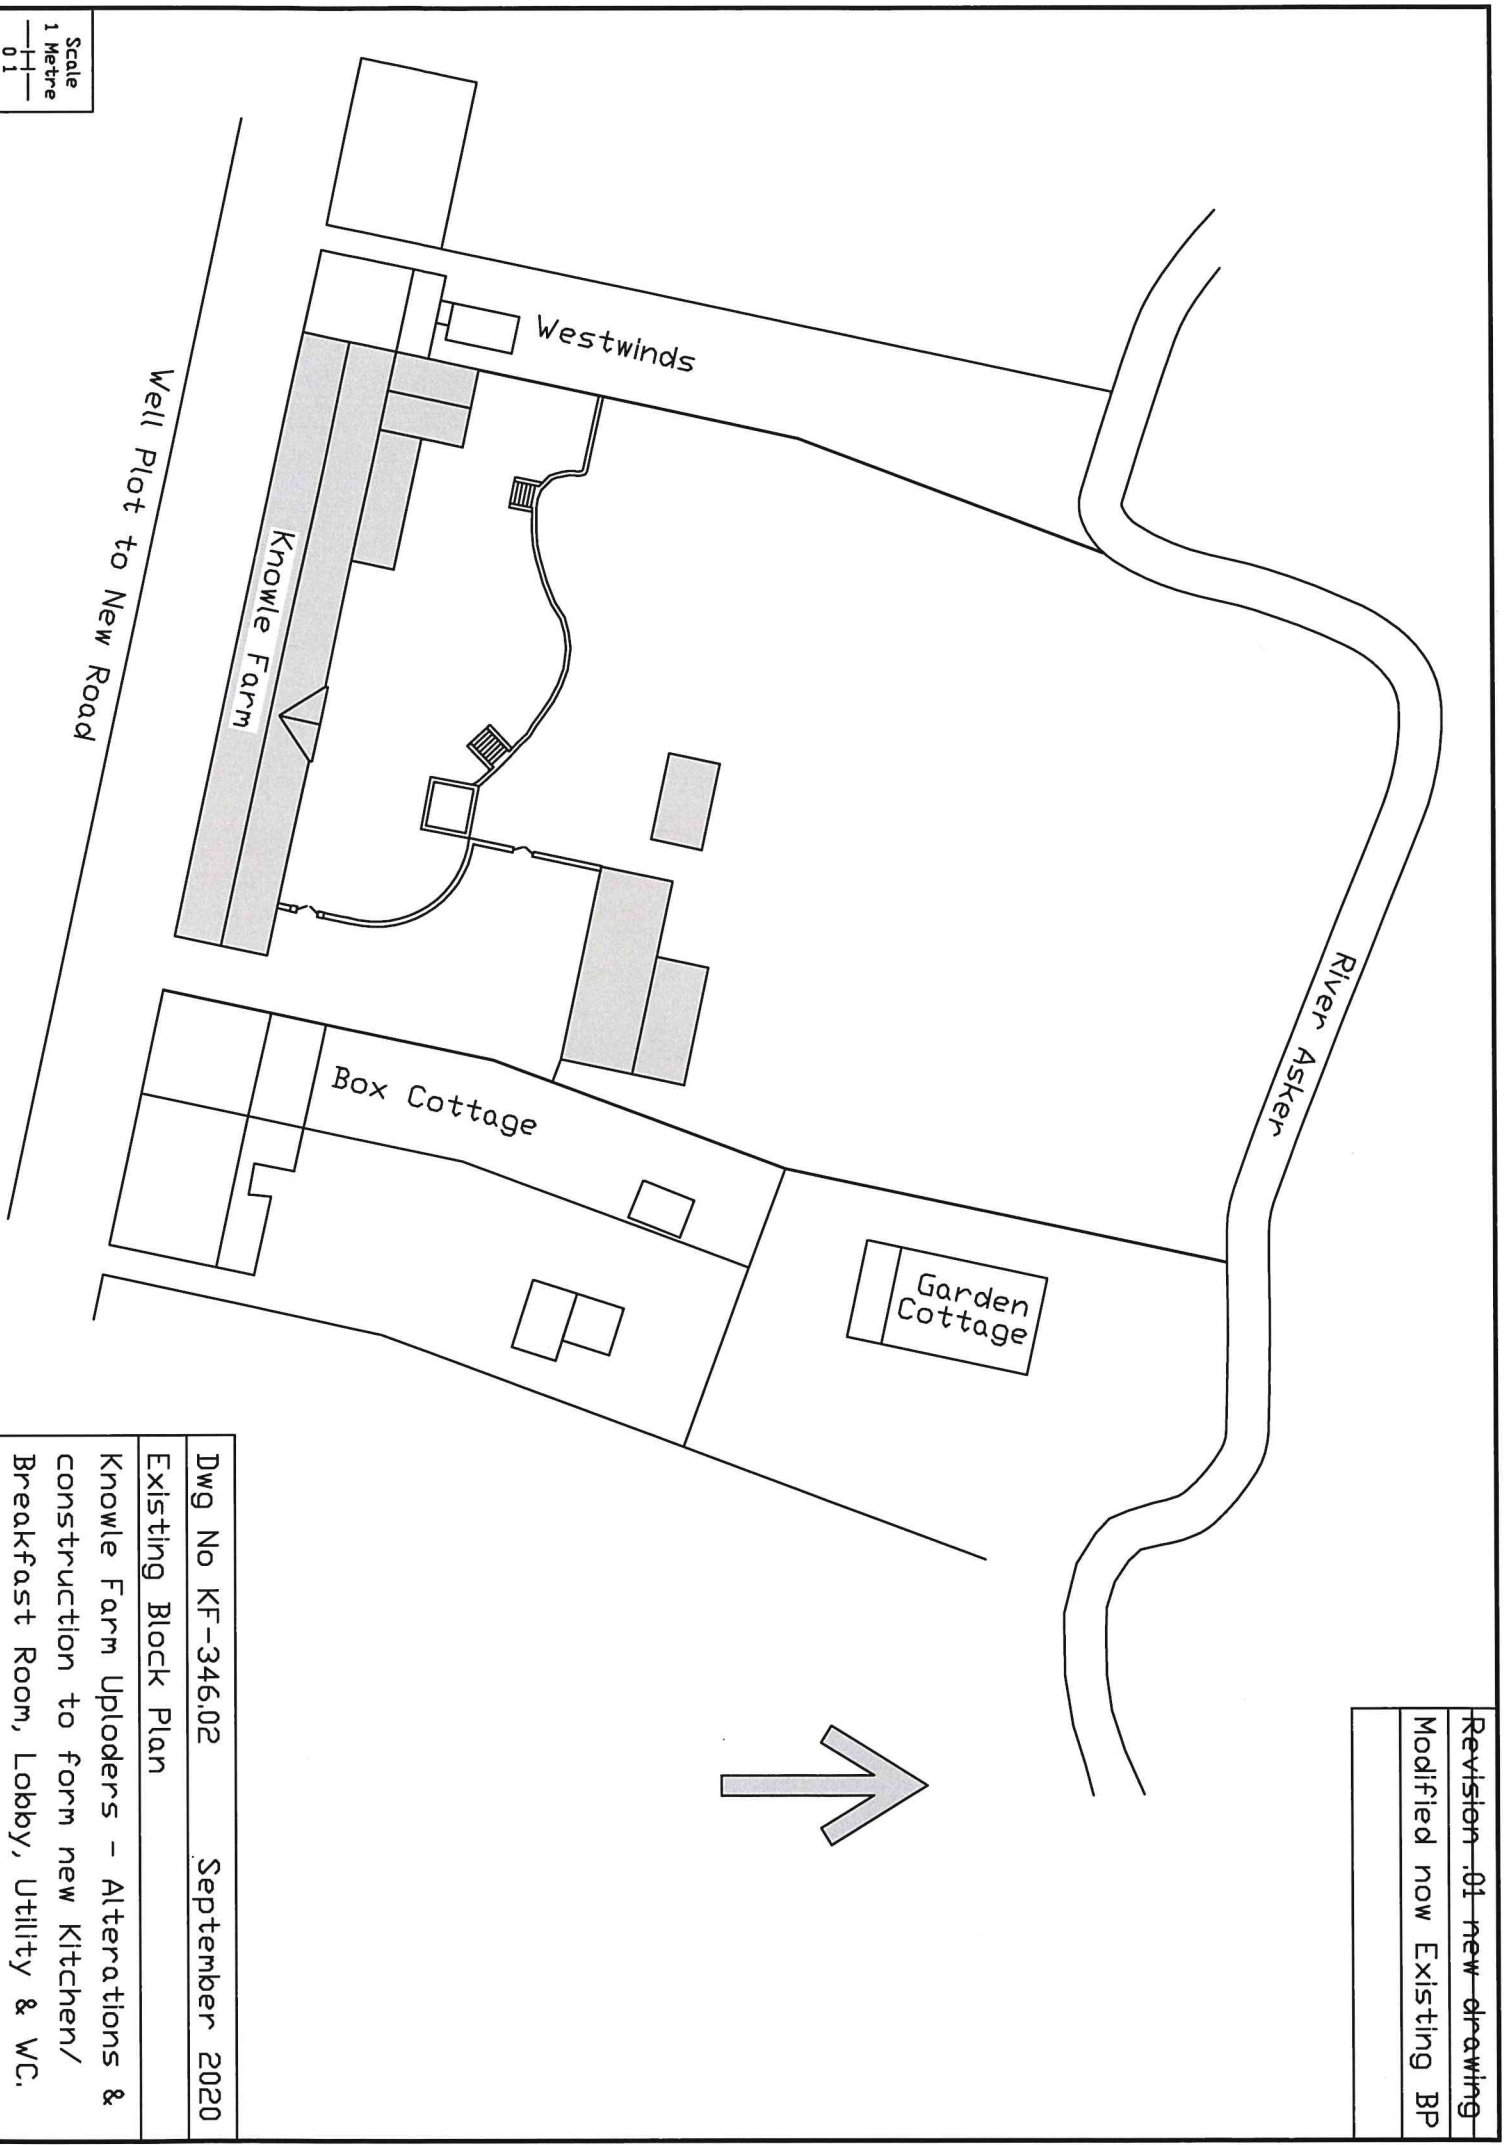 Revision .01 new drawing
Modified now Existing BP
River Asker
Garden
Cottage
Westwinds
Box Cottage
Knowle Farm
Well Plot to New Road
Dwg No KF-346.02 September 2020
Existing Block Plan
Knowle Farm Uploders - Alterations &
construction to form new Kitchen/
Breakfast Room, Lobby, Utility & WC.
Scale
1 Metre
0 1